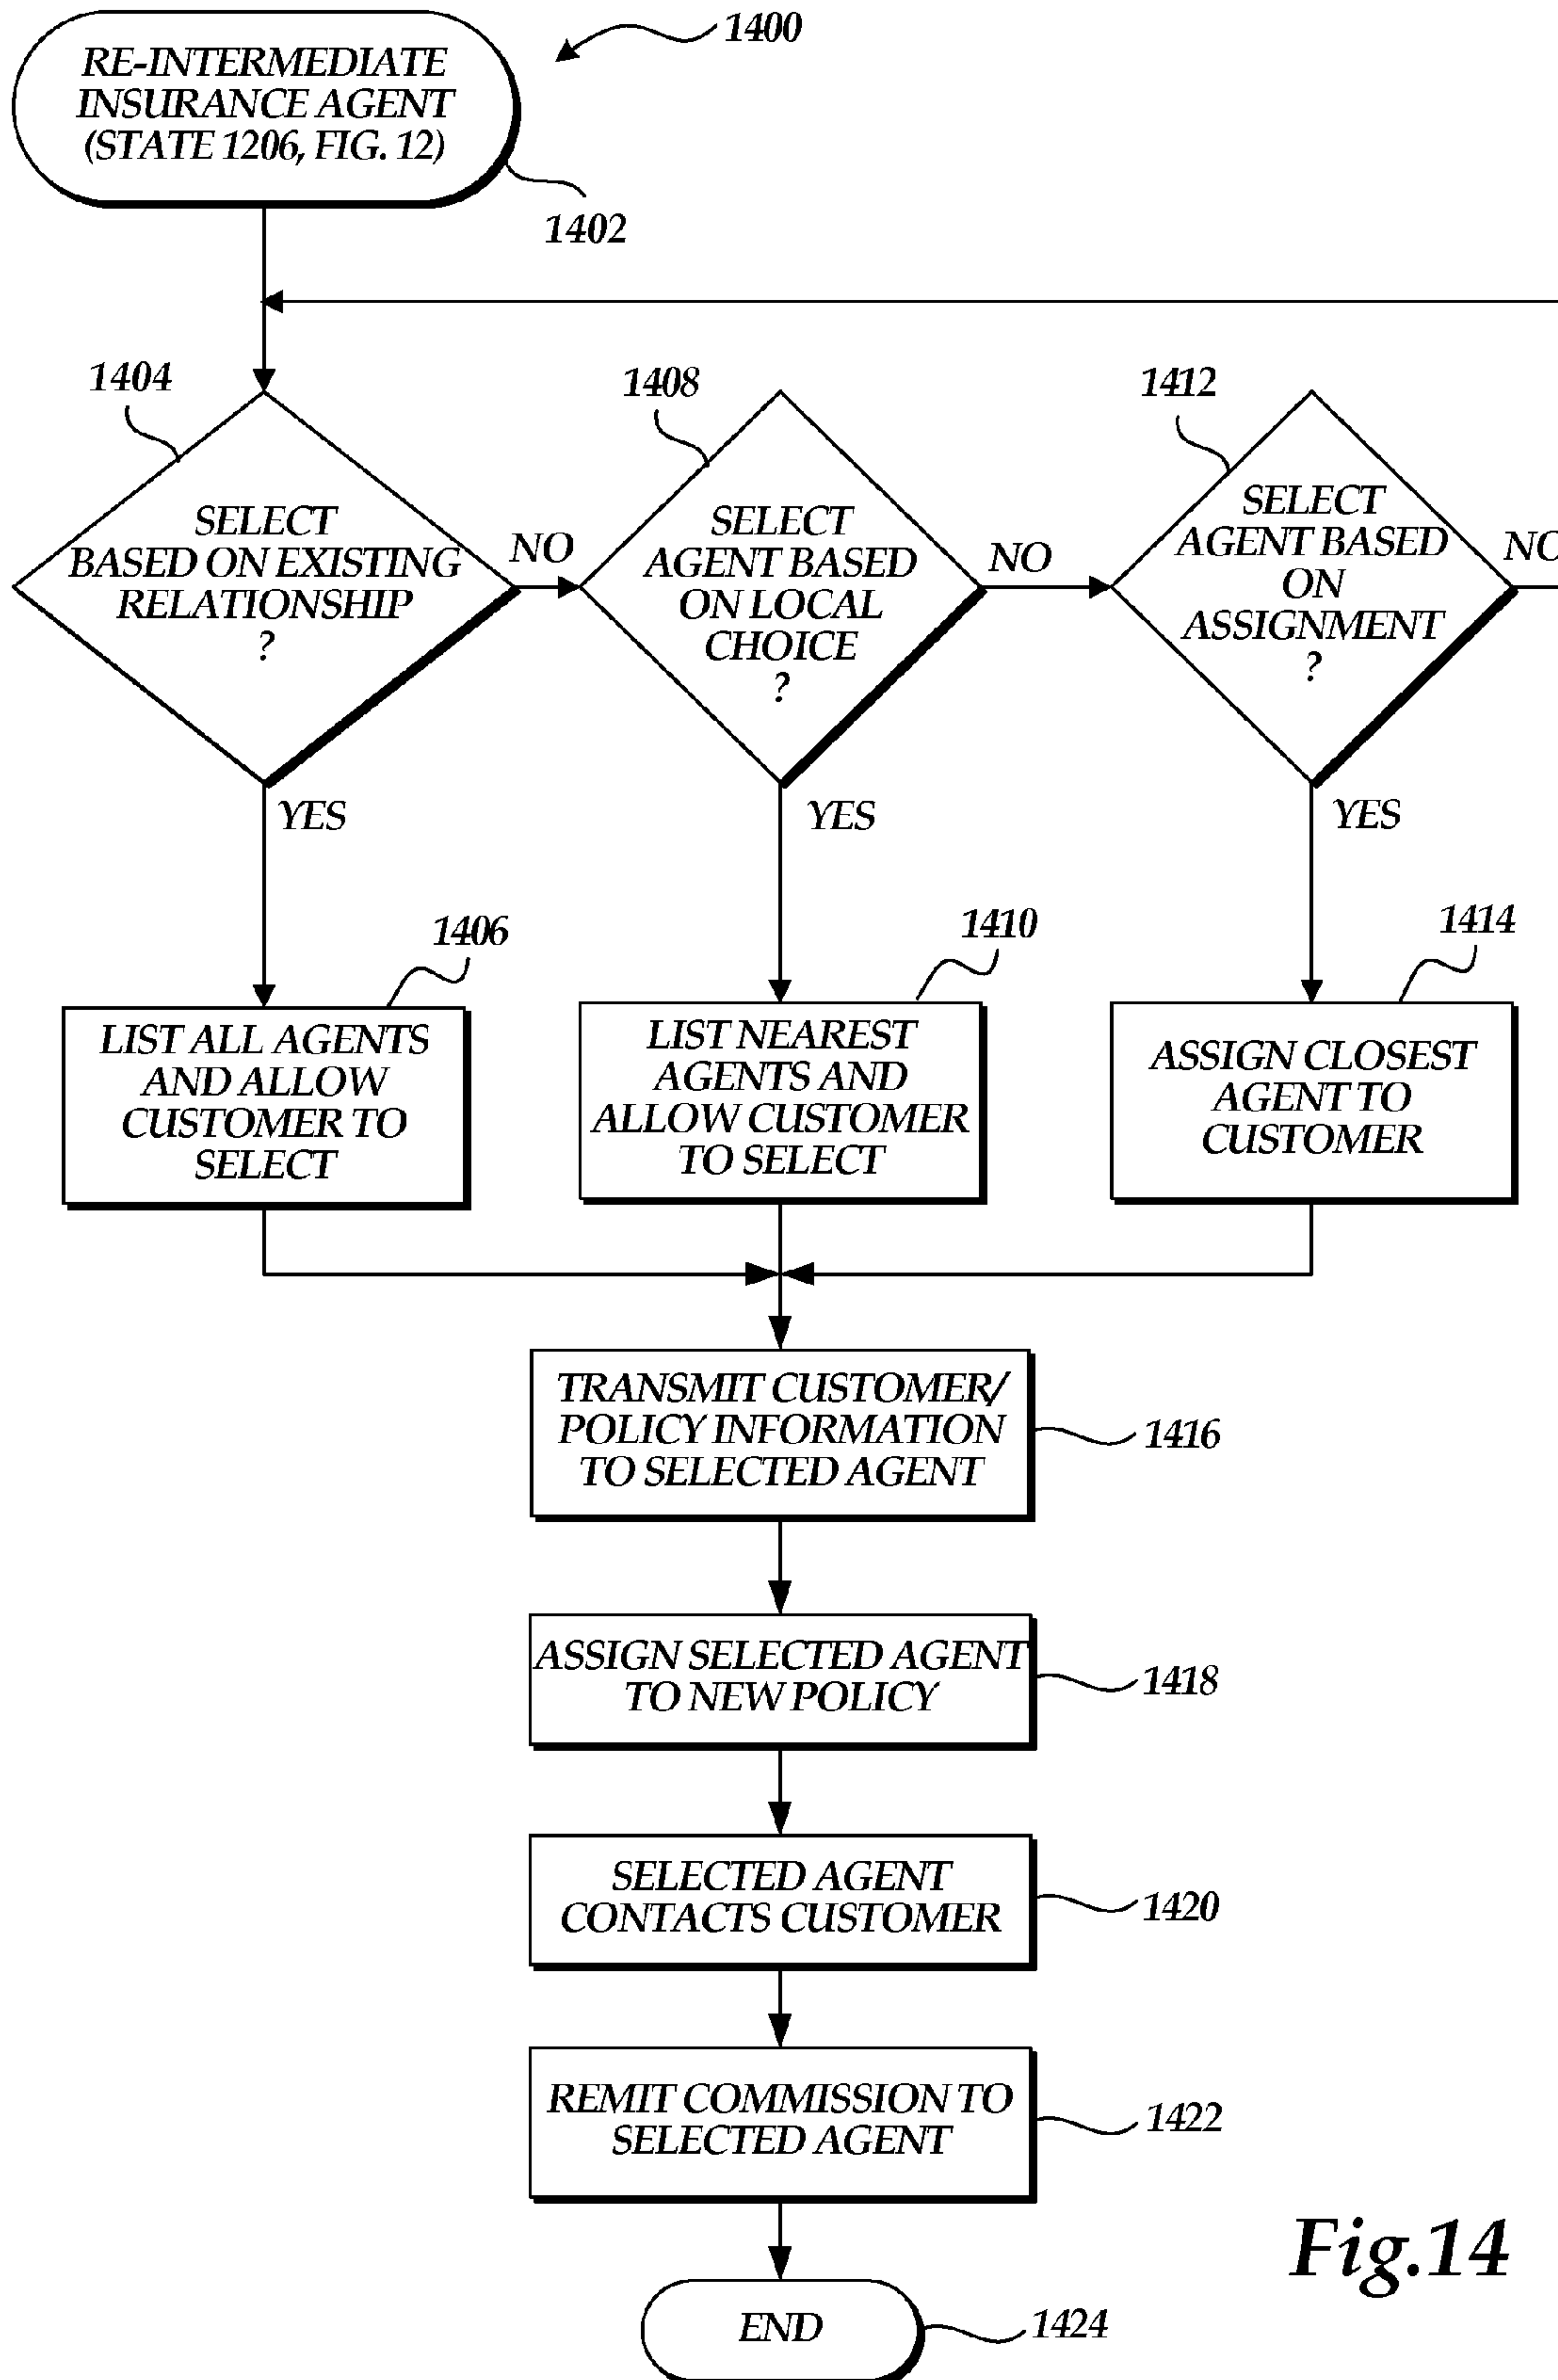 1400
RE-INTERMEDIATE
INSURANCE AGENT
(STATE 1206, FIG. 12)
1402
1404
SELECT
BASED ON EXISTING
RELATIONSHIP
?
NO
YES
1408
SELECT
AGENT BASED
ON LOCAL
CHOICE
?
NO
YES
1412
SELECT
AGENT BASED
ON
ASSIGNMENT
?
NO
YES
1406
LIST ALL AGENTS
AND ALLOW
CUSTOMER TO
SELECT
1410
LIST NEAREST
AGENTS AND
ALLOW CUSTOMER
TO SELECT
1414
ASSIGN CLOSEST
AGENT TO
CUSTOMER
TRANSMIT CUSTOMER/
POLICY INFORMATION
TO SELECTED AGENT
1416
ASSIGN SELECTED AGENT
TO NEW POLICY
1418
SELECTED AGENT
CONTACTS CUSTOMER
1420
REMIT COMMISSION TO
SELECTED AGENT
1422
END
1424
Fig.14